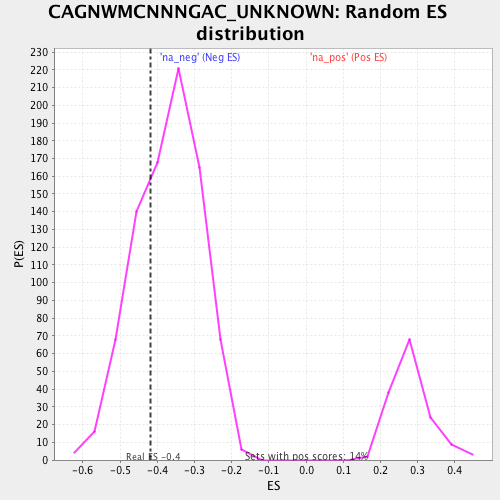 CAGNWMCNNNGAC_UNKNOWN: Random ES
distribution
'na_neg' (Neg ES)
'na_pos' (Pos ES)
P(ES)
230
220
210
200
190
180
170
160
150
140
130
120
110
100
90
80
70
60
50
40
30
20
10
0
Real ES -0.4
Sets with pos scores: 14%
-0.6 -0.5 -0.4 -0.3 -0.2 -0.1 0.0 0.1 0.2 0.3 0.4
ES